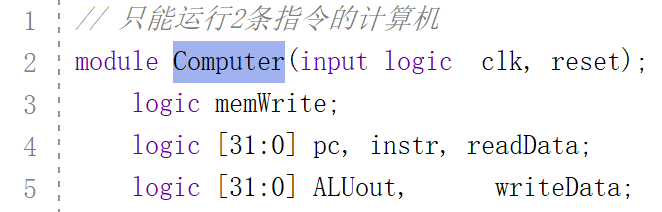 1 // 只能运行2条指令的计算机
2 module Computer(input logic  clk, reset);
3     logic memWrite;
4     logic [31:0] pc, instr, readData;
5     logic [31:0] ALUout,      writeData;